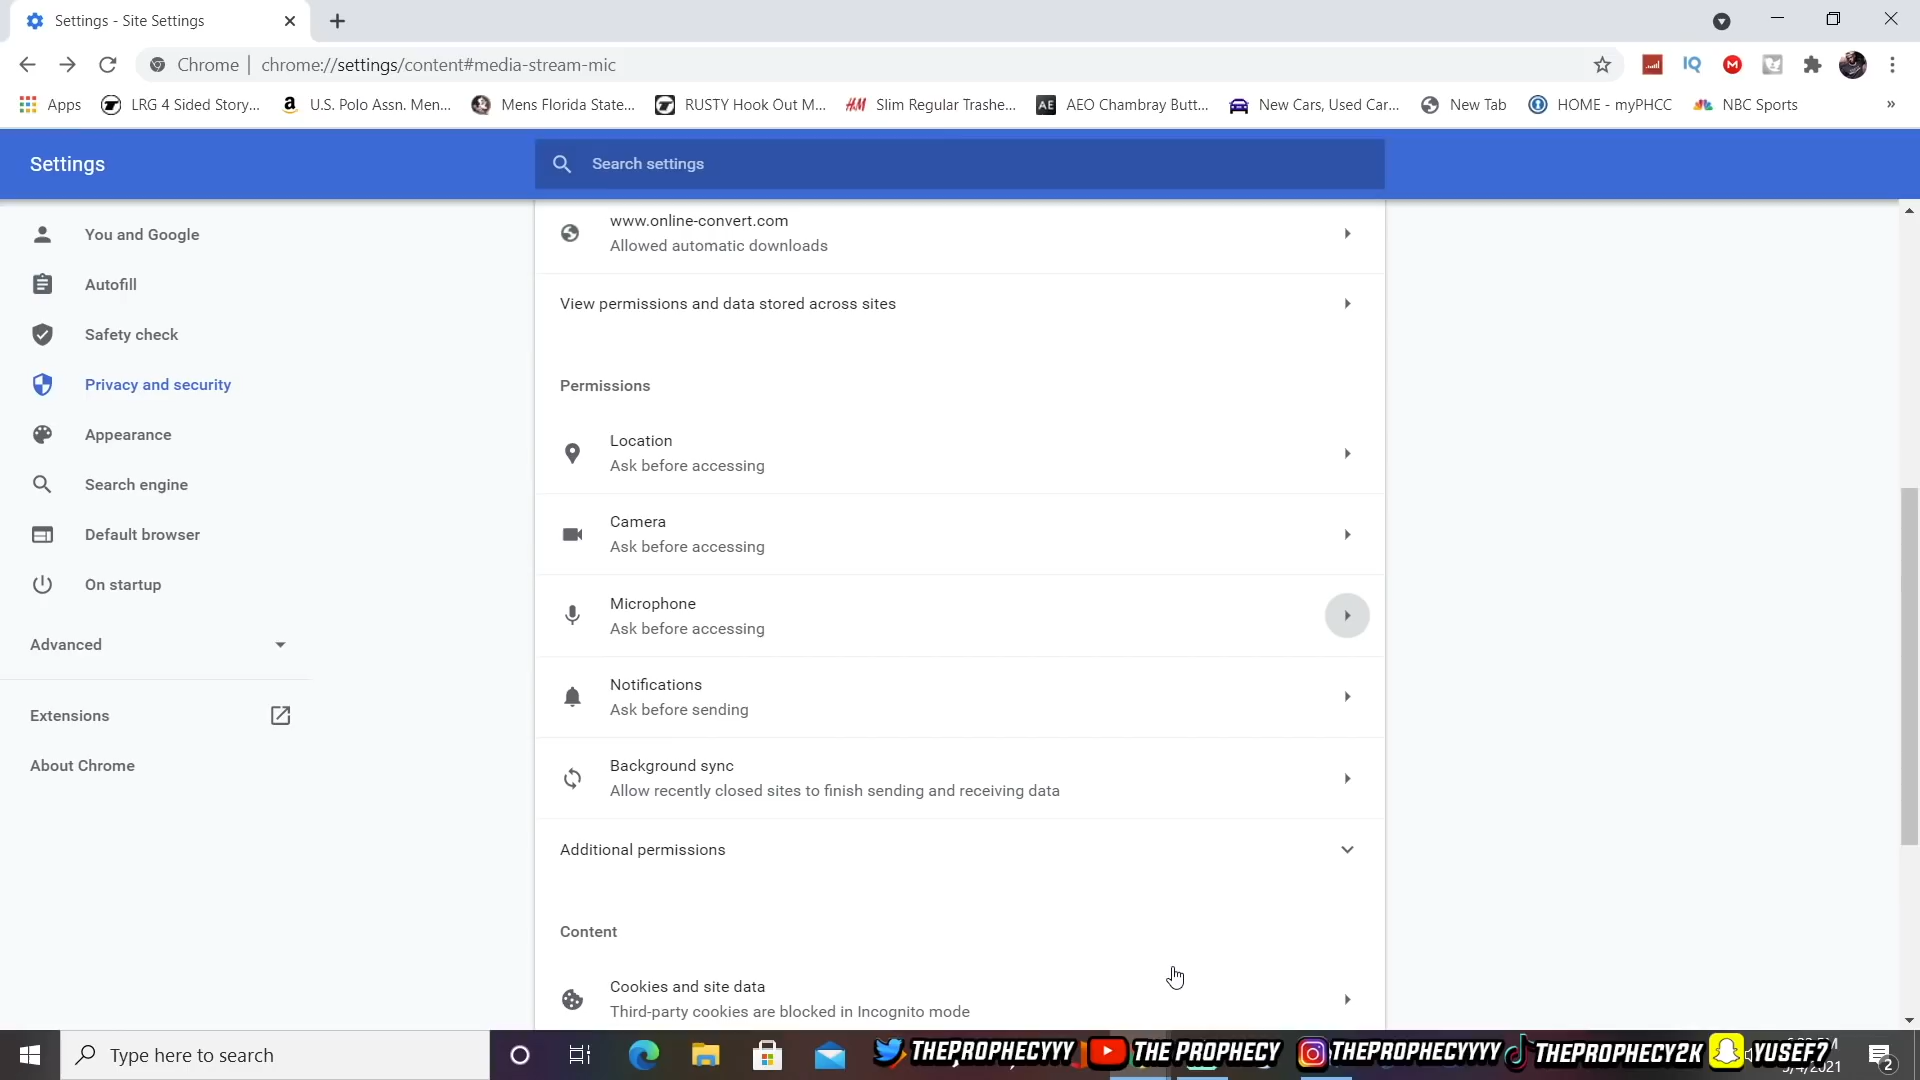 Settings - Site Settings
Chrome | chrome://settings/content#media-stream-mic
IQ
M
Apps
LRG 4 Sided Story...
a
U.S. Polo Assn. Men...
Mens Florida State...
RUSTY Hook Out M...
HM
Slim Regular Trashe...
AE
AEO Chambray Butt...
New Cars, Used Car...
New Tab
HOME - myPHCC
NBC Sports
»
Settings
Search settings
You and Google
Autofill
Safety check
Privacy and security
Appearance
Search engine
Default browser
On startup
Advanced
Extensions
About Chrome
www.online-convert.com
Allowed automatic downloads
View permissions and data stored across sites
Permissions
Location
Ask before accessing
Camera
Ask before accessing
Microphone
Ask before accessing
Notifications
Ask before sending
Background sync
Allow recently closed sites to finish sending and receiving data
Additional permissions
Content
Cookies and site data
Third-party cookies are blocked in Incognito mode
Type here to search
THEPROPHECYYY
THE PROPHECY
THEPROPHECYYYY
THEPROPHECY2K
YUSEF7
2